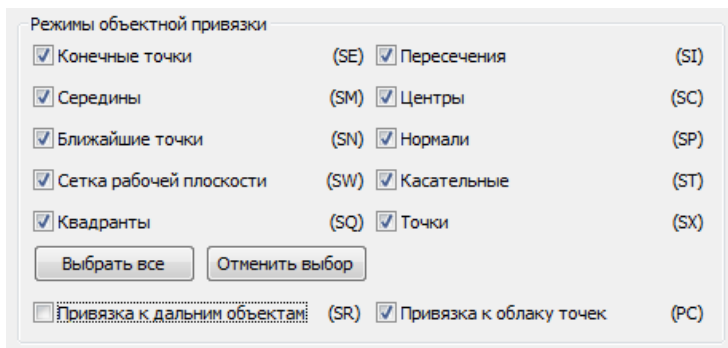 Режимы объектной привязки
Конечные точки (SE) Пересечения (SI)
Середины (SM) Центры (SC)
Ближайшие точки (SN) Нормали (SP)
Сетка рабочей плоскости (SW) Касательные (ST)
Квадранты (SQ) Точки (SX)
Выбрать все Отменить выбор
Привязка к дальним объектам (SR) Привязка к облаку точек (PC)